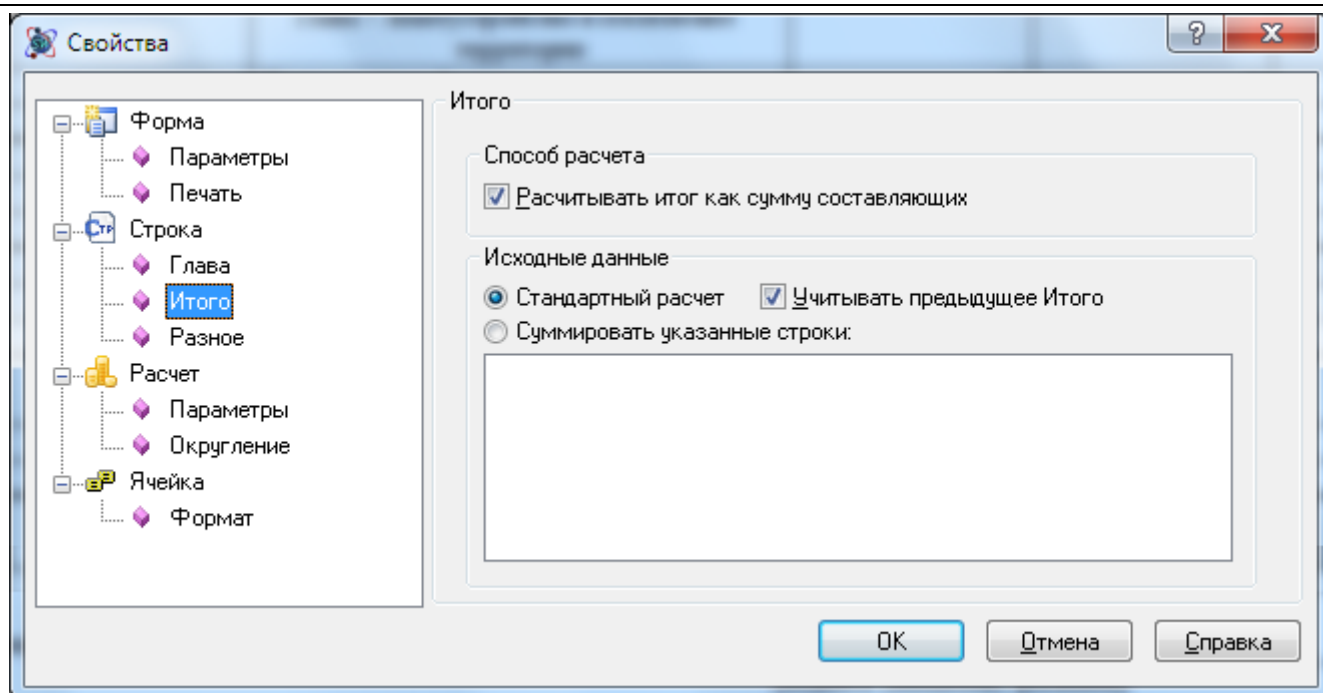 Свойства
Форма
Параметры
Печать
Строка
Глава
Итого
Разное
Расчет
Параметры
Округление
Ячейка
Формат
Итого
Способ расчета
Расчитывать итог как сумму составляющих
Исходные данные
Стандартный расчет Учитывать предыдущее Итого
Суммировать указанные строки:
OK Отмена Справка